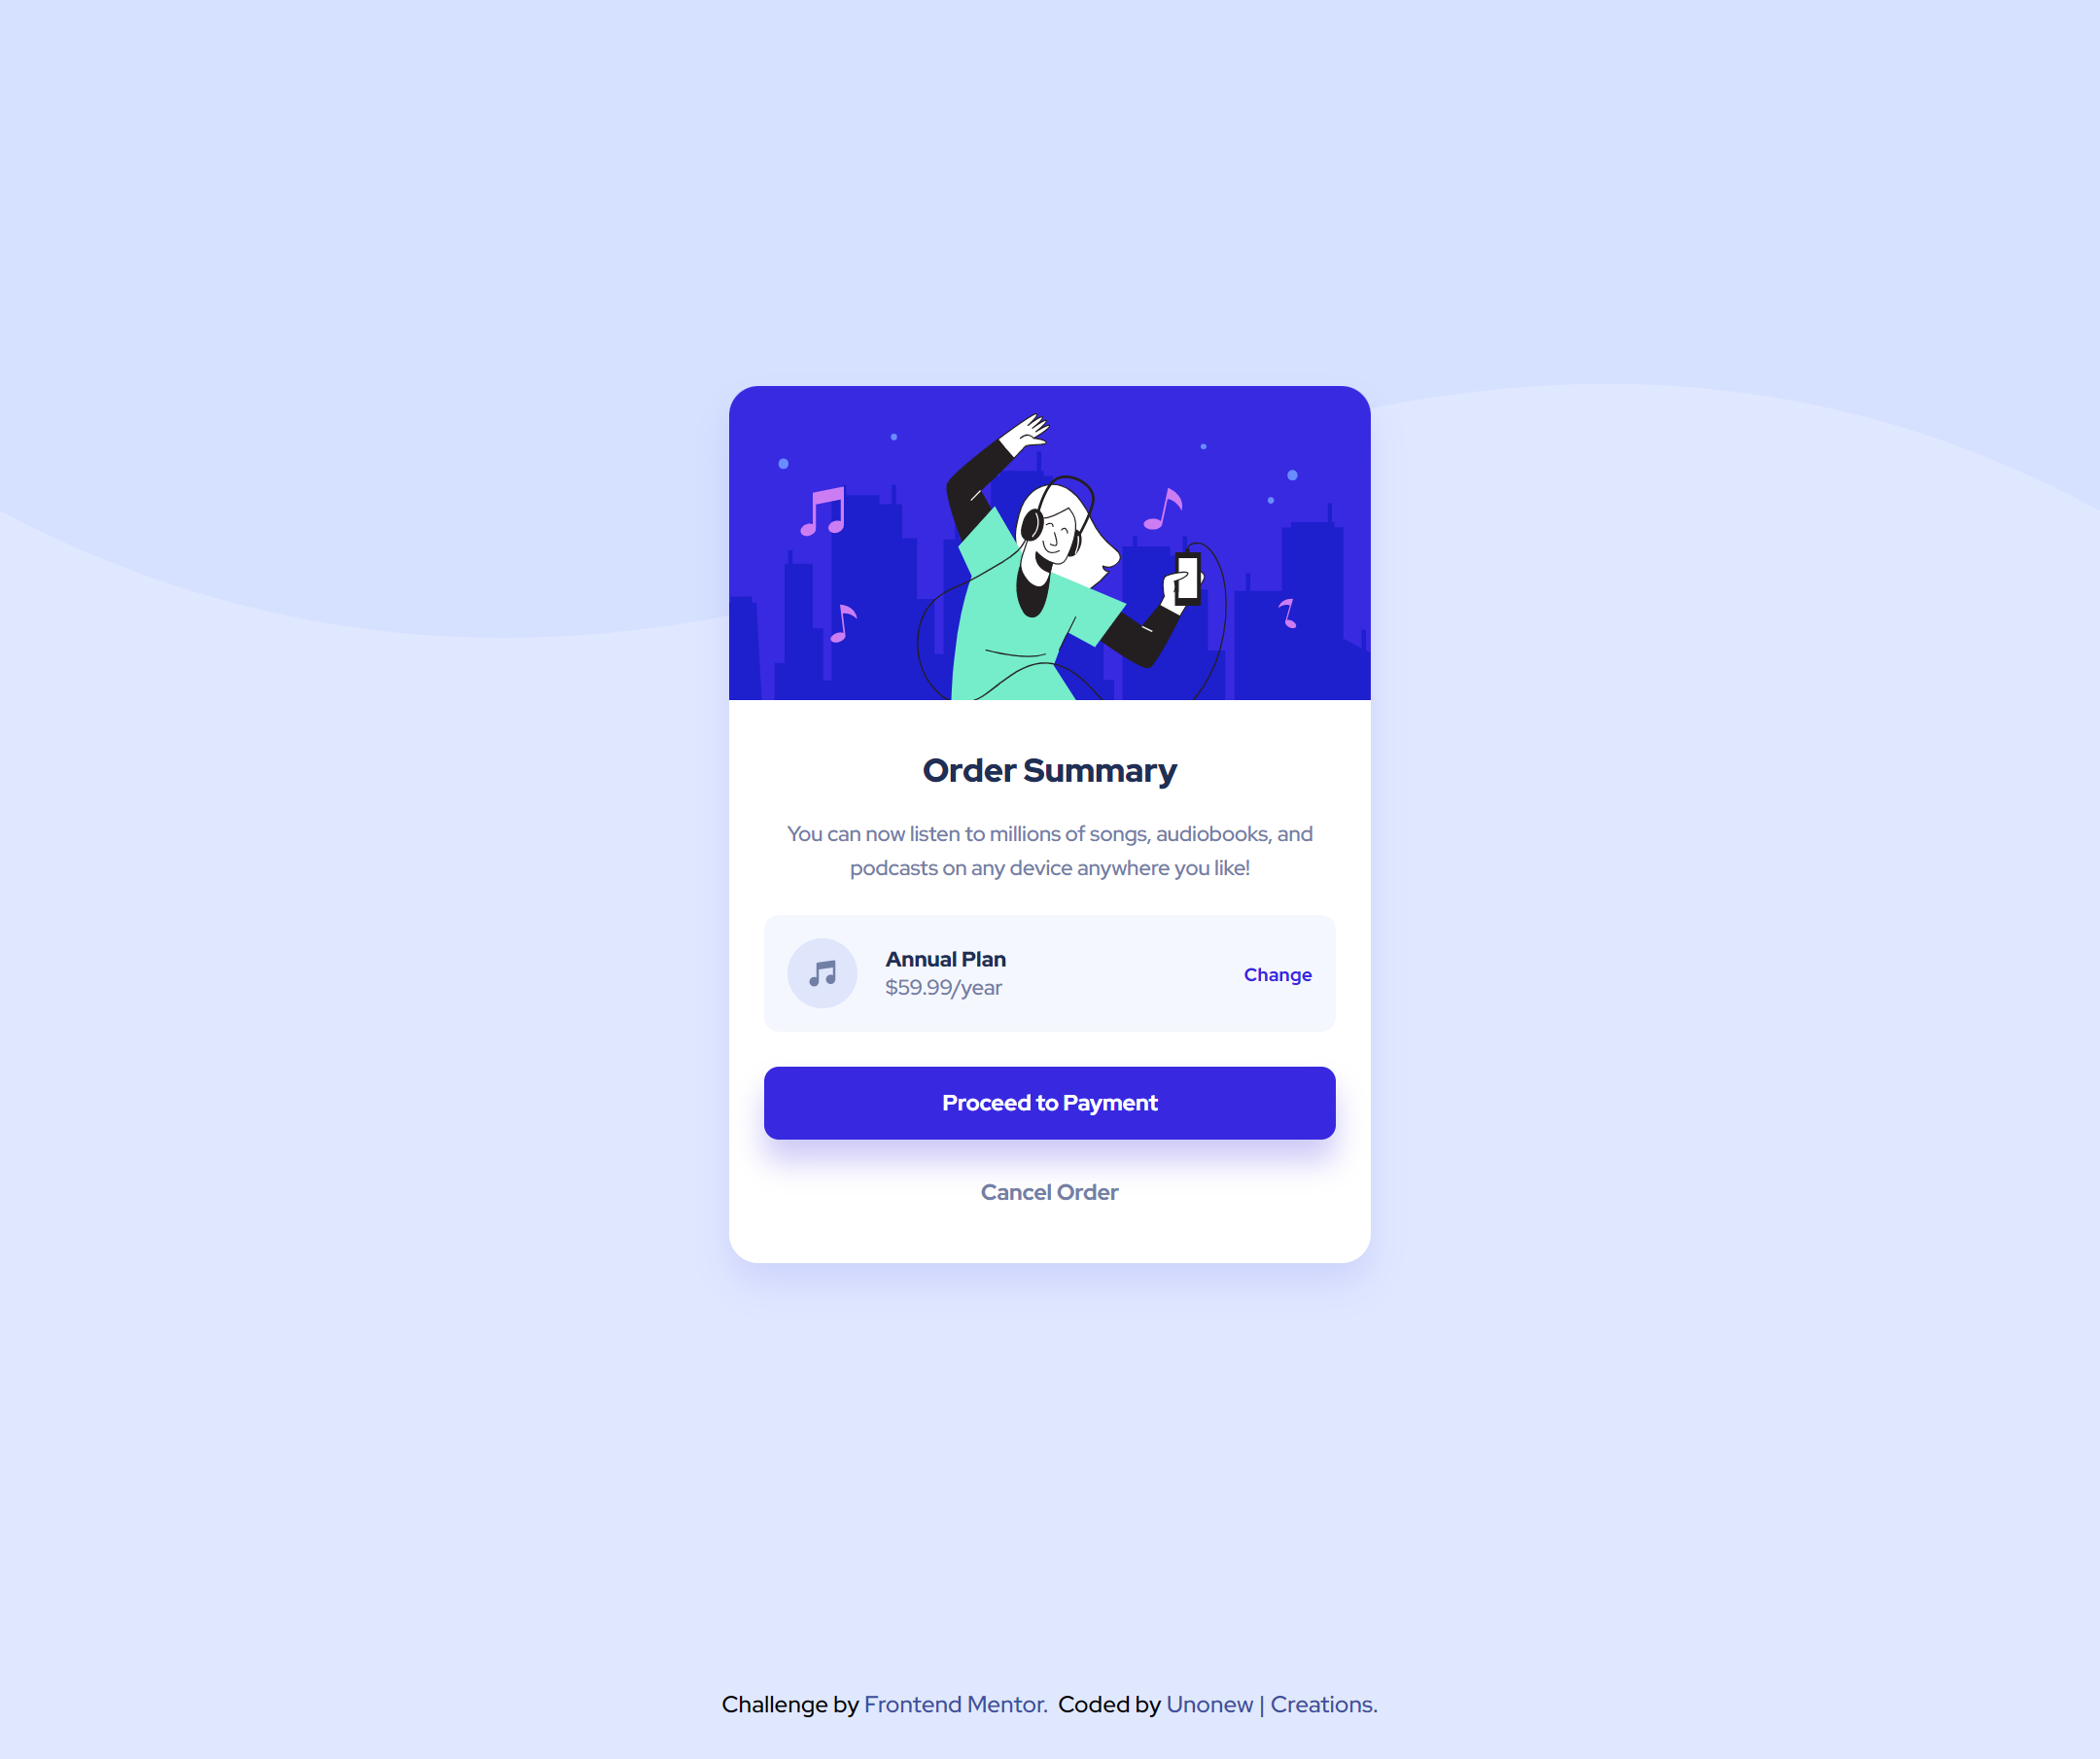 Order Summary
You can now listen to millions of songs, audiobooks, and
podcasts on any device anywhere you like!
Annual Plan
$59.99/year
Change
Proceed to Payment
Cancel Order
Challenge by Frontend Mentor. Coded by Unonew | Creations.